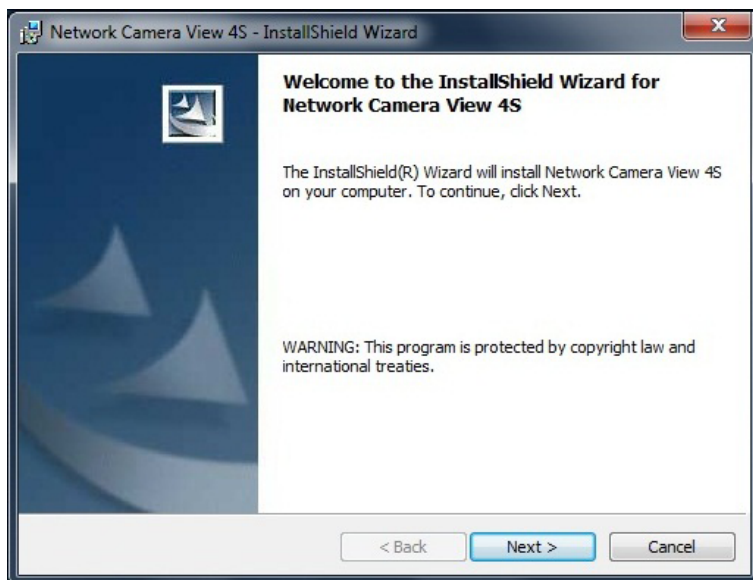 Network Camera View 4S - InstallShield Wizard
X
Welcome to the InstallShield Wizard for
Network Camera View 4S
The InstallShield(R) Wizard will install Network Camera View 4S
on your computer. To continue, click Next.
WARNING: This program is protected by copyright law and
international treaties.
< Back
Next >
Cancel